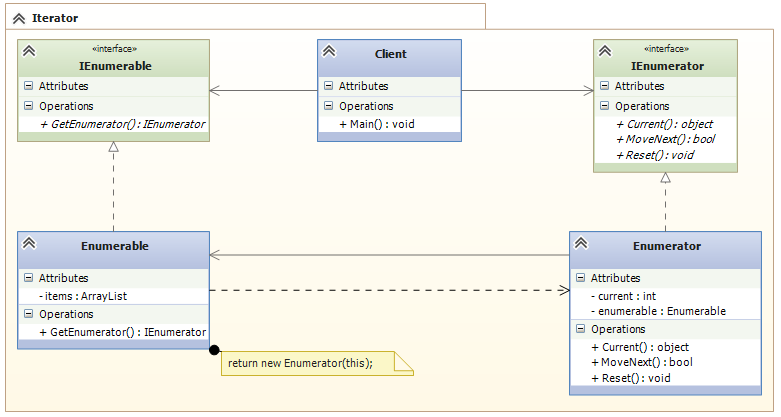 Iterator
«interface»
IEnumerable
Attributes
Operations
+ GetEnumerator() : IEnumerator
Client
Attributes
Operations
+ Main() : void
«interface»
IEnumerator
Attributes
Operations
+ Current() : object
+ MoveNext() : bool
+ Reset() : void
Enumerable
Attributes
- items : ArrayList
Operations
+ GetEnumerator() : IEnumerator
return new Enumerator(this);
Enumerator
Attributes
- current : int
- enumerable : Enumerable
Operations
+ Current() : object
+ MoveNext() : bool
+ Reset() : void